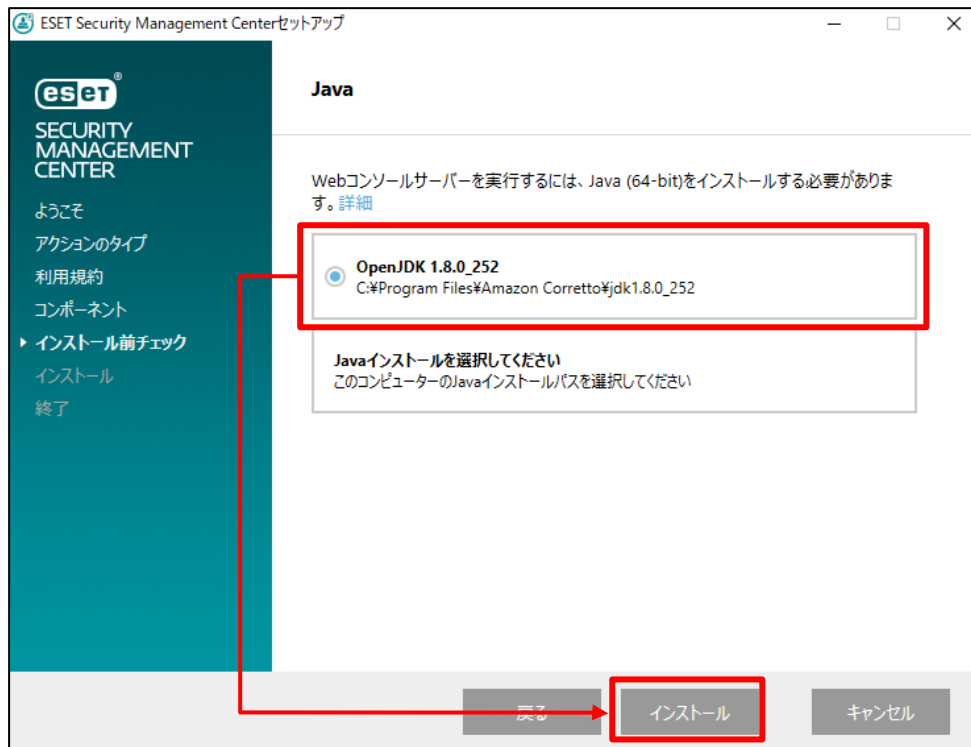 ESET Security Management Centerセットアップ
eseT®
SECURITY
MANAGEMENT
CENTER
ようこそ
アクションのタイプ
利用規約
コンポーネント
インストール前チェック
インストール
終了
Java
Webコンソールサーバーを実行するには、Java (64-bit)をインストールする必要がありま
す。詳細
OpenJDK 1.8.0_252
C:¥Program Files¥Amazon Corretto¥jdk1.8.0_252
Javaインストールを選択してください
このコンピューターのJavaインストールパスを選択してください
戻る
インストール
キャンセル